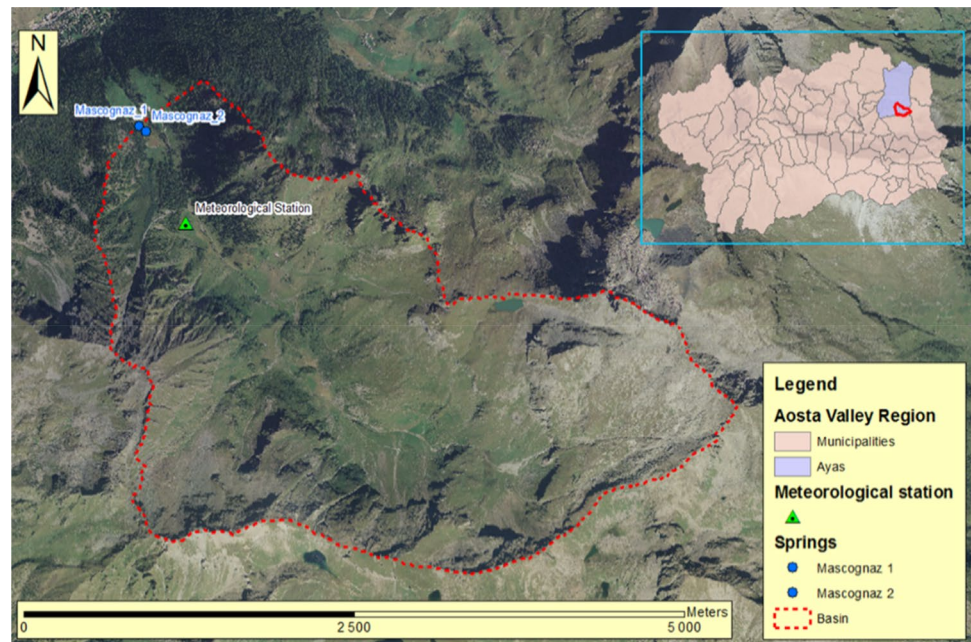 N
Mascognaz_1
Mascognaz_2
Meteorological Station
Legend
Aosta Valley Region
Municipalities
Ayas
Meteorological station
Springs
Mascognaz 1
Mascognaz 2
Basin
Meters
0 2 500 5 000